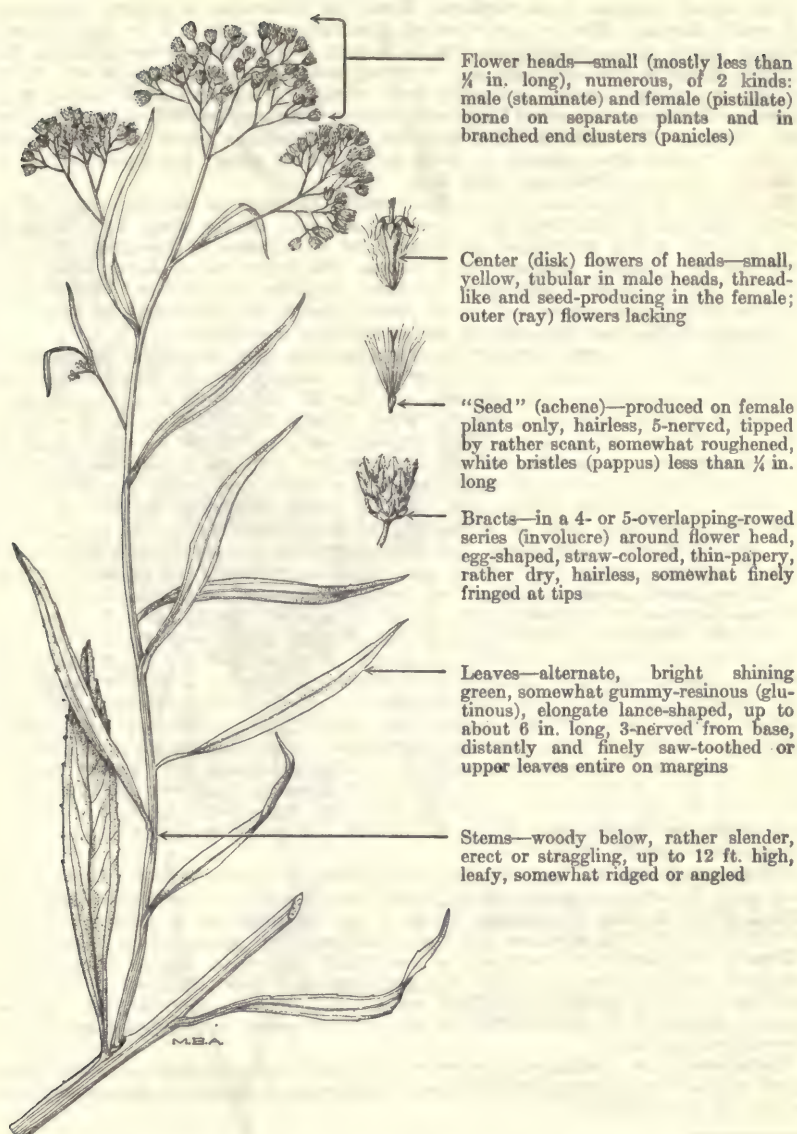 Flower heads—small (mostly less than
¼ in. long), numerous, of 2 kinds:
male (staminate) and female (pistillate)
borne on separate plants and in
branched end clusters (panicles)
Center (disk) flowers of heads—small,
yellow, tubular in male heads, thread-
like and seed-producing in the female;
outer (ray) flowers lacking
"Seed" (achene)—produced on female
plants only, hairless, 5-nerved, tipped
by rather scant, somewhat roughened,
white bristles (pappus) less than ¼ in.
long
Bracts—in a 4- or 5-overlapping-rowed
series (involucre) around flower head,
egg-shaped, straw-colored, thin-papery,
rather dry, hairless, somewhat finely
fringed at tips
Leaves—alternate, bright shining
green, somewhat gummy-resinous (glu-
tinous), elongate lance-shaped, up to
about 6 in. long, 3-nerved from base,
distantly and finely saw-toothed or
upper leaves entire on margins
Stems—woody below, rather slender,
erect or straggling, up to 12 ft. high,
leafy, somewhat ridged or angled
M.B.A.